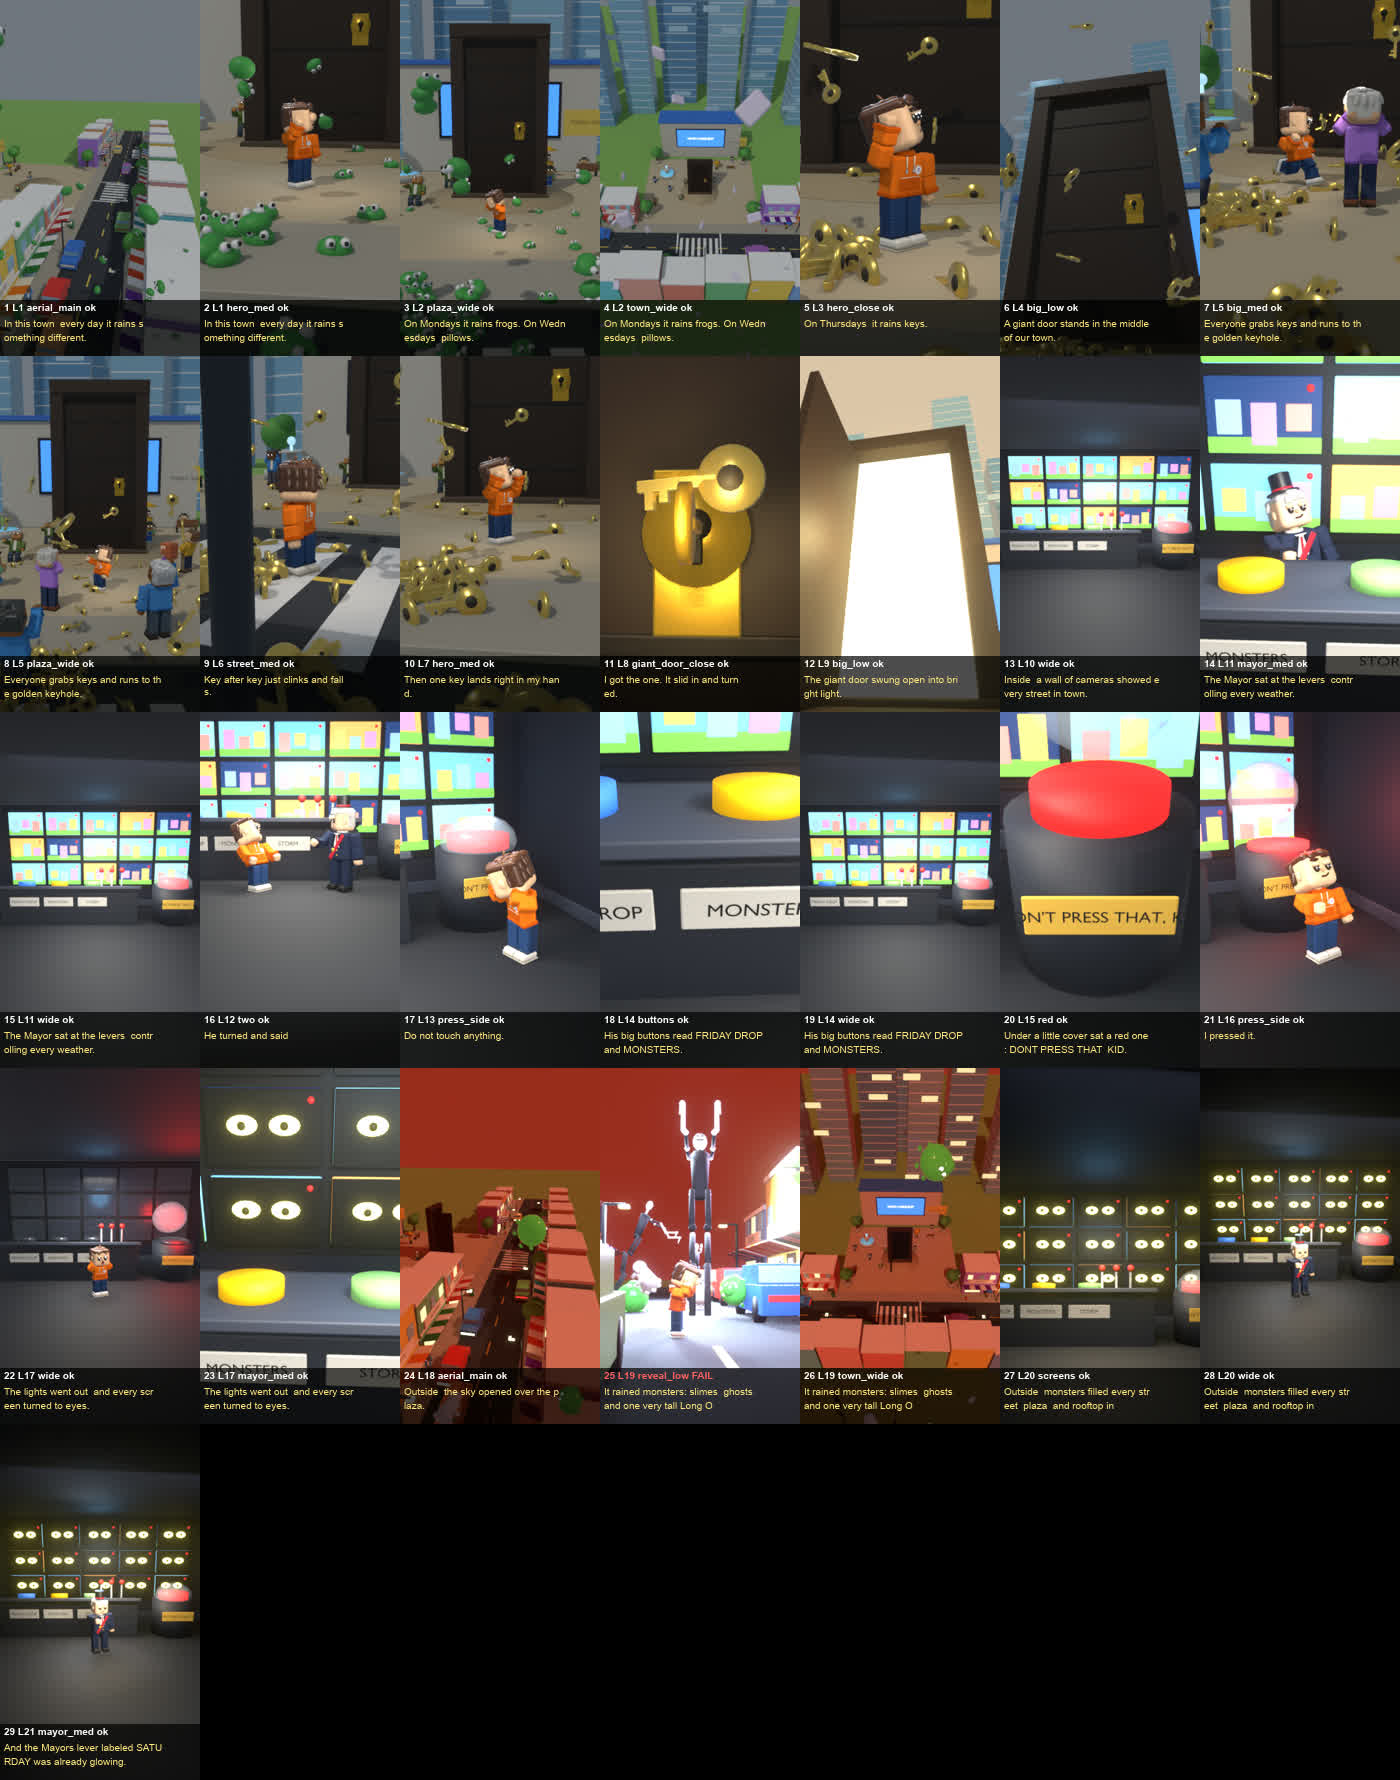 1 L1 aerial_main ok
In this town  every day it rains s
omething different.
2 L1 hero_med ok
In this town  every day it rains s
omething different.
3 L2 plaza_wide ok
On Mondays it rains frogs. On Wedn
esdays  pillows.
4 L2 town_wide ok
On Mondays it rains frogs. On Wedn
esdays  pillows.
5 L3 hero_close ok
On Thursdays  it rains keys.
6 L4 big_low ok
A giant door stands in the middle
of our town.
7 L5 big_med ok
Everyone grabs keys and runs to th
e golden keyhole.
8 L5 plaza_wide ok
Everyone grabs keys and runs to th
e golden keyhole.
9 L6 street_med ok
Key after key just clinks and fall
s.
10 L7 hero_med ok
Then one key lands right in my han
d.
11 L8 giant_door_close ok
I got the one. It slid in and turn
ed.
12 L9 big_low ok
The giant door swung open into bri
ght light.
13 L10 wide ok
Inside  a wall of cameras showed e
very street in town.
MONSTERS
STOR
14 L11 mayor_med ok
The Mayor sat at the levers  contr
olling every weather.
15 L11 wide ok
The Mayor sat at the levers  contr
olling every weather.
STORM
16 L12 two ok
He turned and said
17 L13 press_side ok
Do not touch anything.
ROP
MONSTE
18 L14 buttons ok
His big buttons read FRIDAY DROP
and MONSTERS.
19 L14 wide ok
His big buttons read FRIDAY DROP
and MONSTERS.
ON'T PRESS THAT, K
20 L15 red ok
Under a little cover sat a red one
: DONT PRESS THAT  KID.
21 L16 press_side ok
I pressed it.
22 L17 wide ok
The lights went out  and every scr
een turned to eyes.
MONSTERS
STOR
23 L17 mayor_med ok
The lights went out  and every scr
een turned to eyes.
24 L18 aerial_main ok
Outside  the sky opened over the p
laza.
25 L19 reveal_low FAIL
It rained monsters: slimes  ghosts
and one very tall Long O
26 L19 town_wide ok
It rained monsters: slimes  ghosts
and one very tall Long O
27 L20 screens ok
Outside  monsters filled every str
eet  plaza  and rooftop in
28 L20 wide ok
Outside  monsters filled every str
eet  plaza  and rooftop in
29 L21 mayor_med ok
And the Mayors lever labeled SATU
RDAY was already glowing.